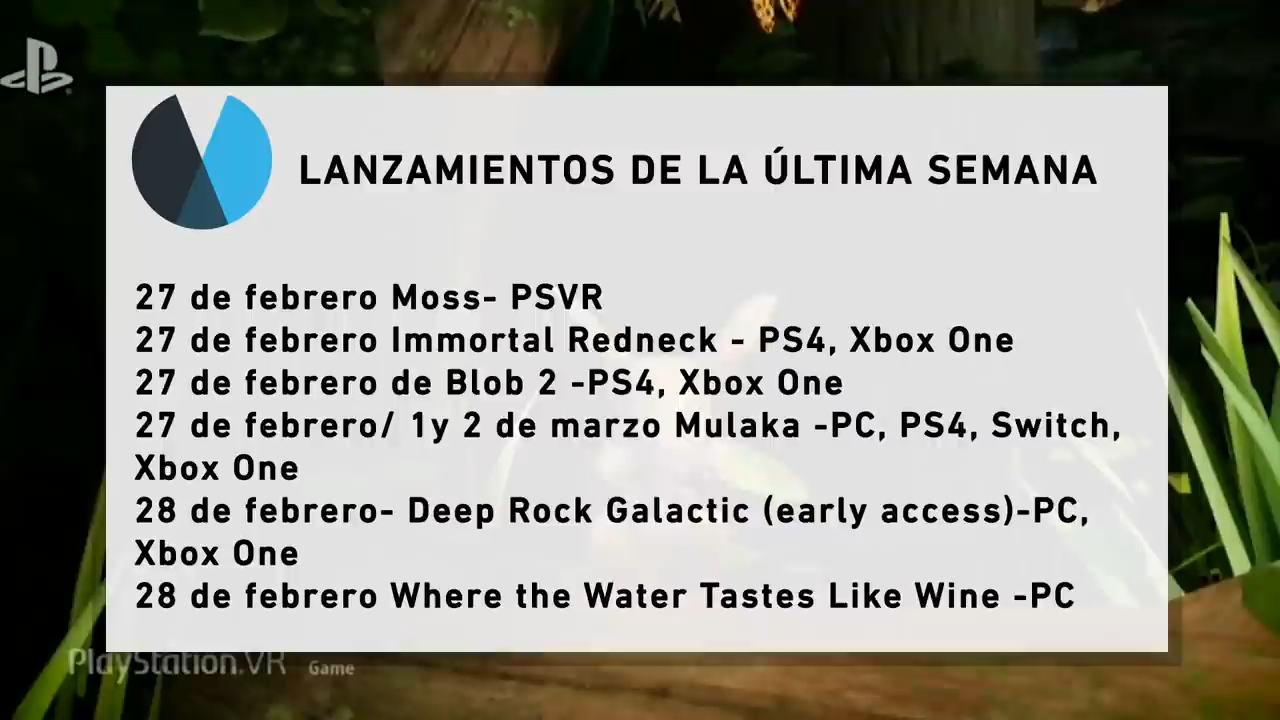 LANZAMIENTOS DE LA ÚLTIMA SEMANA
27 de febrero Moss- PSVR
27 de febrero Immortal Redneck - PS4, Xbox One
27 de febrero de Blob 2 -PS4, Xbox One
27 de febrero/ 1y 2 de marzo Mulaka -PC, PS4, Switch,
Xbox One
28 de febrero- Deep Rock Galactic (early access)-PC,
Xbox One
28 de febrero Where the Water Tastes Like Wine -PC
PlayStation.VR Game